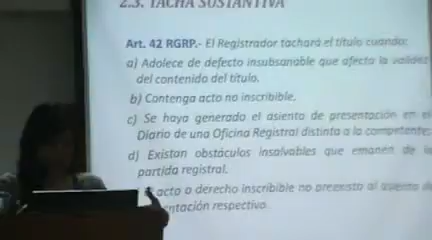 2.3. TACHA SUSTANTIVA
Art. 42 RGRP.- El Registrador tachará el título cuando:
a) Adolece de defecto insubsanable que afecta la validez
del contenido del título.
b) Contenga acto no inscribible.
c) Se haya generado el asiento de presentación en el
Diario de una Oficina Registral distinta a la competente;
d) Existan obstáculos insalvables que emanen de la
partida registral.
acto o derecho inscribible no preexista al asiento de
entación respectivo.